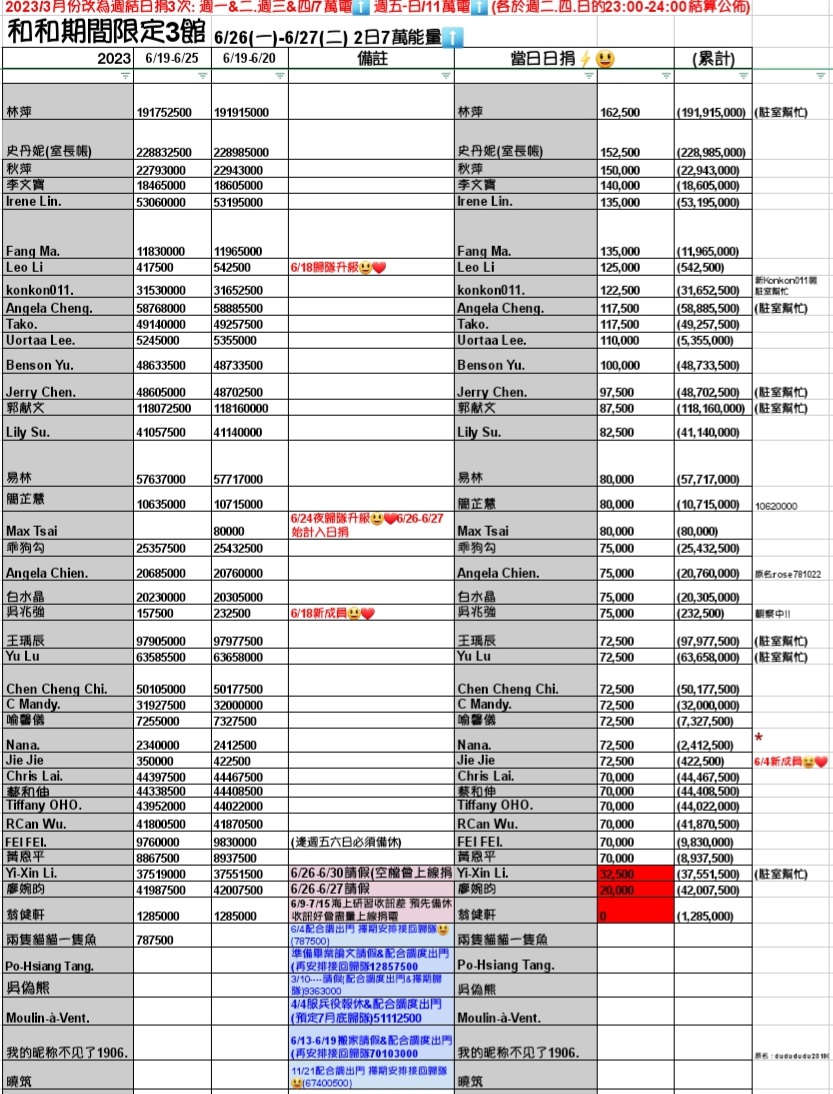 2023/3月份改為週結日捐3次: 週一&二.週三&四/7萬電⬆️ 週五-日/11萬電⬆️ (各於週二.四.日的23:00-24:00結算公佈)
和和期間限定3館 6/26(一)-6/27(二) 2日7萬能量⬆️
2023 6/19-6/25 6/19-6/20 備註 當日日捐⚡😃 (累計)
林萍 191752500 191915000 林萍 162,500 (191,915,000) (駐室幫忙)
史丹妮(室長帳) 228832500 228985000 史丹妮(室長帳) 152,500 (228,985,000)
秋萍 22793000 22943000 秋萍 150,000 (22,943,000)
李文寶 18465000 18605000 李文寶 140,000 (18,605,000)
Irene Lin. 53060000 53195000 Irene Lin. 135,000 (53,195,000)
Fang Ma. 11830000 11965000 Fang Ma. 135,000 (11,965,000)
Leo Li 417500 542500 6/18歸隊升級😃❤️ Leo Li 125,000 (542,500)
konkon011. 31530000 31652500 konkon011. 122,500 (31,652,500) 新Konkon011開
駐室幫忙
Angela Cheng. 58768000 58885500 Angela Cheng. 117,500 (58,885,500) (駐室幫忙)
Tako. 49140000 49257500 Tako. 117,500 (49,257,500)
Uortaa Lee. 5245000 5355000 Uortaa Lee. 110,000 (5,355,000)
Benson Yu. 48633500 48733500 Benson Yu. 100,000 (48,733,500)
Jerry Chen. 48605000 48702500 Jerry Chen. 97,500 (48,702,500) (駐室幫忙)
郭献文 118072500 118160000 郭献文 87,500 (118,160,000) (駐室幫忙)
Lily Su. 41057500 41140000 Lily Su. 82,500 (41,140,000)
易林 57637000 57717000 易林 80,000 (57,717,000)
簡芷慧 10635000 10715000 簡芷慧 80,000 (10,715,000) 10620000
Max Tsai 80000 6/24夜歸隊升級😃❤️6/26-6/27
始計入日捐 Max Tsai 80,000 (80,000)
乖狗勾 25357500 25432500 乖狗勾 75,000 (25,432,500)
Angela Chien. 20685000 20760000 Angela Chien. 75,000 (20,760,000) 原名:rose781022
白水晶 20230000 20305000 白水晶 75,000 (20,305,000)
吳兆強 157500 232500 6/18新成員😃❤️ 吳兆強 75,000 (232,500) 觀察中!!
王瑀辰 97905000 97977500 王瑀辰 72,500 (97,977,500) (駐室幫忙)
Yu Lu 63585500 63658000 Yu Lu 72,500 (63,658,000) (駐室幫忙)
Chen Cheng Chi. 50105000 50177500 Chen Cheng Chi. 72,500 (50,177,500)
C Mandy. 31927500 32000000 C Mandy. 72,500 (32,000,000)
喻馨儀 7255000 7327500 喻馨儀 72,500 (7,327,500)
Nana. 2340000 2412500 Nana. 72,500 (2,412,500) *
Jie Jie 350000 422500 Jie Jie 72,500 (422,500) 6/4新成員😃❤️
Chris Lai. 44397500 44467500 Chris Lai. 70,000 (44,467,500)
蔡和伸 44338500 44408500 蔡和伸 70,000 (44,408,500)
Tiffany OHO. 43952000 44022000 Tiffany OHO. 70,000 (44,022,000)
RCan Wu. 41800500 41870500 RCan Wu. 70,000 (41,870,500)
FEI FEI. 9760000 9830000 (逢週五六日必須備休) FEI FEI. 70,000 (9,830,000)
黃恩平 8867500 8937500 黃恩平 70,000 (8,937,500)
Yi-Xin Li. 37519000 37551500 6/26-6/30請假(空檔會上線捐 Yi-Xin Li. 32,500 (37,551,500) (駐室幫忙)
廖婉昀 41987500 42007500 6/26-6/27請假 廖婉昀 20,000 (42,007,500)
翁健軒 1285000 1285000 6/9-7/15海上研習收訊差 預先備休
收訊好會盡量上線捐電 翁健軒 0 (1,285,000)
兩隻貓貓一隻魚 787500 6/4配合調出門 擇期安排接回歸隊😃
(787500) 兩隻貓貓一隻魚
Po-Hsiang Tang. 準備畢業論文請假&配合調度出門
(再安排接回歸隊12857500 Po-Hsiang Tang.
吳偽熊 3/10----請假(配合調度出門&擇期歸
隊)9363000 吳偽熊
Moulin-à-Vent. 4/4服兵役報休&配合調度出門
(預定7月底歸隊)51112500 Moulin-à-Vent.
我的昵称不见了1906. 6/13-6/19搬家請假&配合調度出門
(再安排接回歸隊70103000 我的昵称不见了1906.
曉筑 11/21配合調出門 擇期安排接回歸隊
😃(67400500) 曉筑